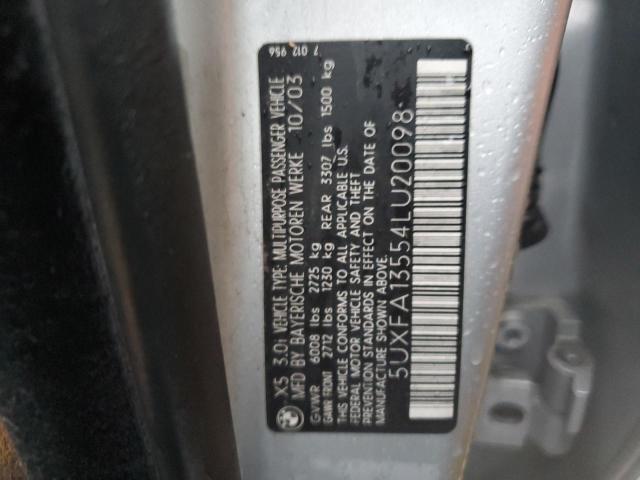 7 012 956
X5 3.0i VEHICLE TYPE: MULTIPURPOSE PASSENGER VEHICLE
MFD BY BAYERISCHE MOTOREN WERKE 10/03
GVWR 6008 lbs 2725 kg
GAWR FRONT 2712 lbs 1230 kg REAR 3307 lbs 1500 kg
THIS VEHICLE CONFORMS TO ALL APPLICABLE U.S.
FEDERAL MOTOR VEHICLE SAFETY AND THEFT
PREVENTION STANDARDS IN EFFECT ON THE DATE OF
MANUFACTURE SHOWN ABOVE.
5UXFA13554LU20098